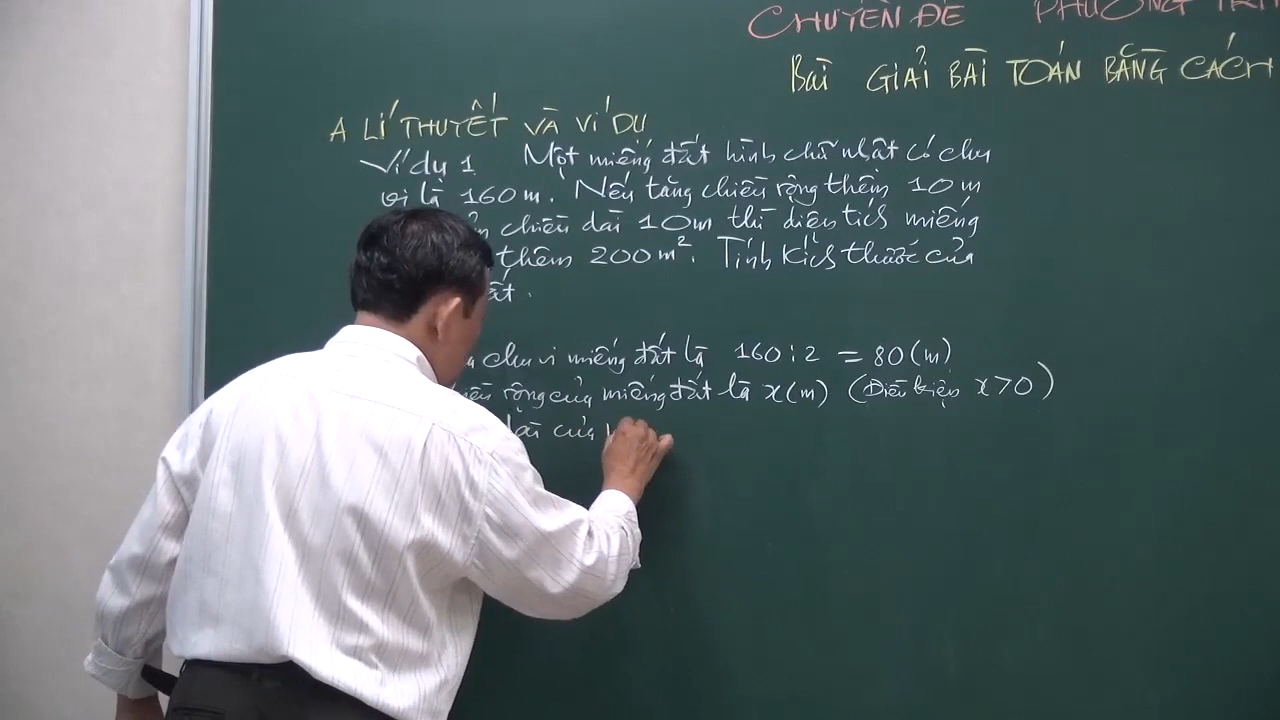 CHUYÊN ĐỀ PHƯƠNG TRÌ
Bài GIẢI BÀI TOÁN BẰNG CÁCH
A LÍ THUYẾT VÀ VÍ DỤ
Ví dụ 1 Một miếng đất hình chữ nhật có chu
vi là 160 m. Nếu tăng chiều rộng thêm 10 m
chiều dài 10m thì diện tích miếng
thêm 200 m². Tính kích thước của
ất.
chu vi miếng đất là 160 : 2 = 80 (m)
rộng của miếng đất là x (m) (Điều kiện x > 0)
dài của